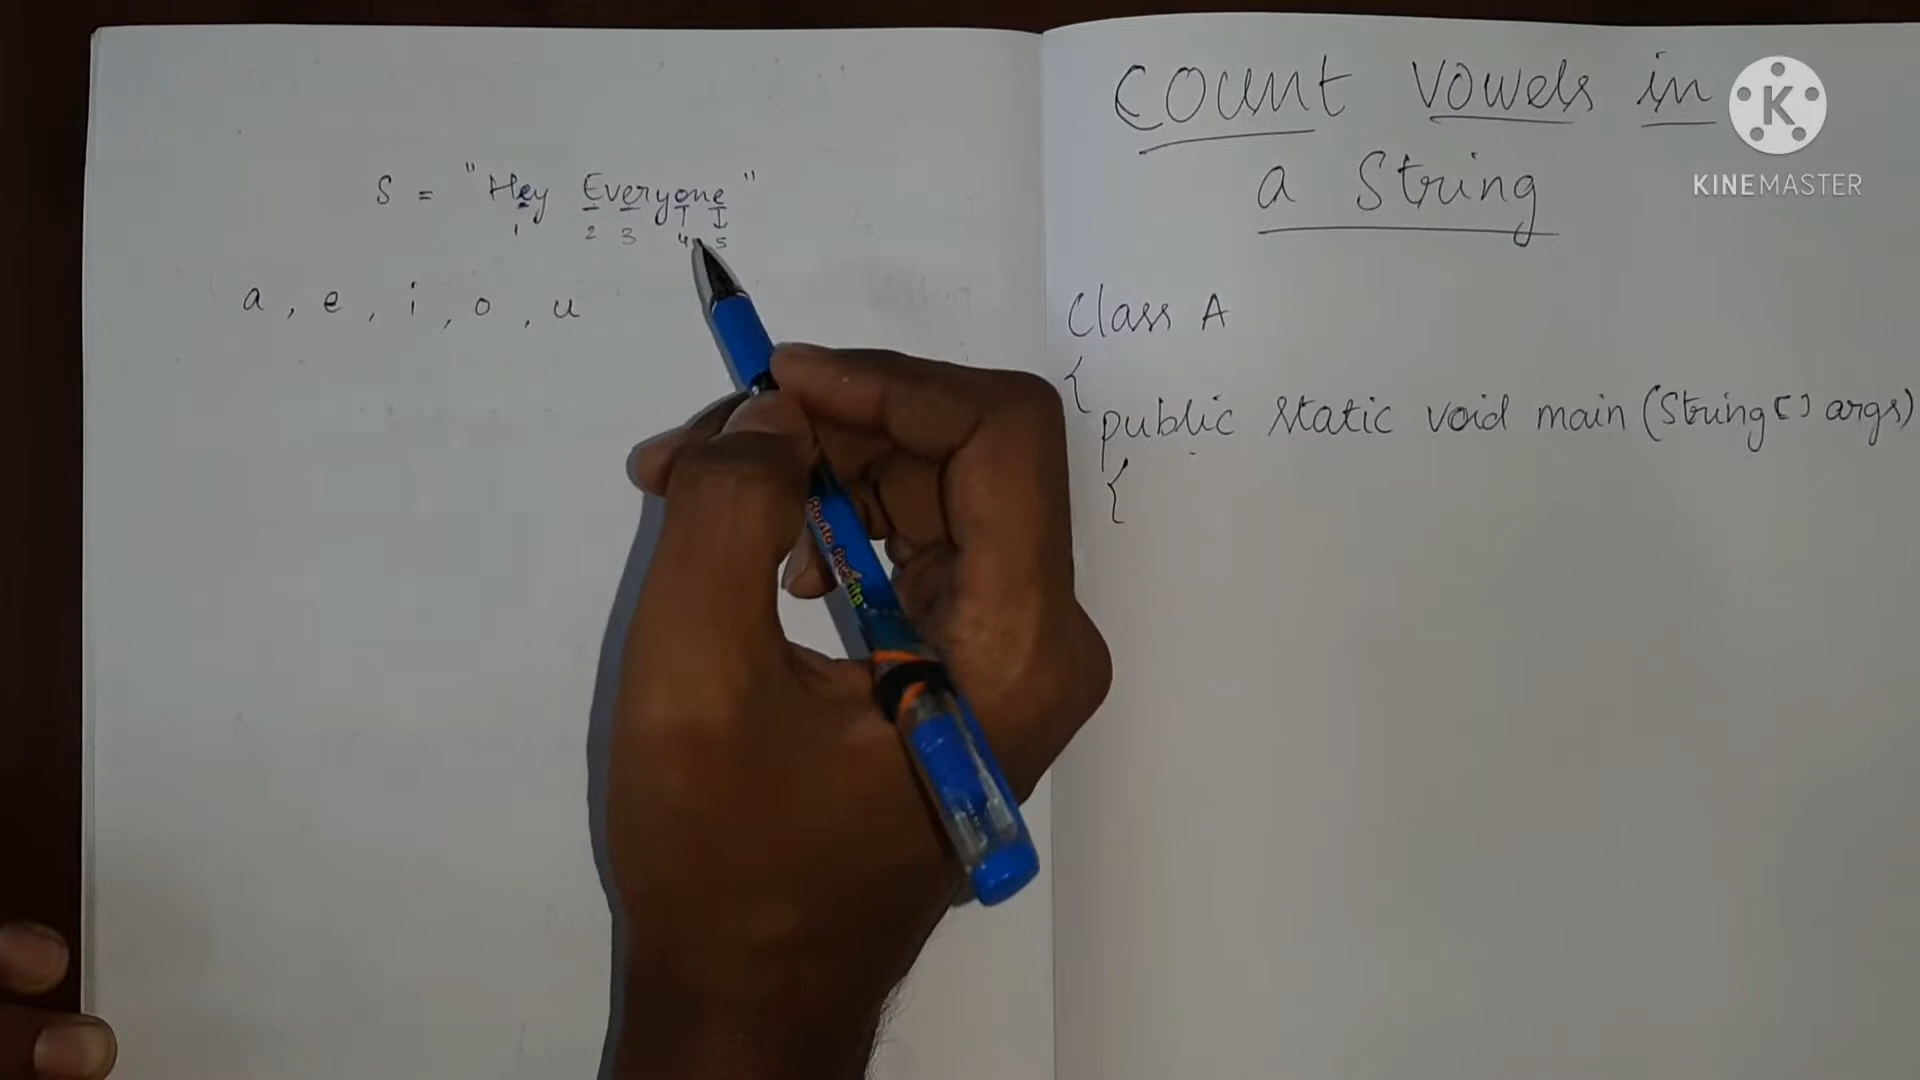 S = "Hey Everyone"
1 2 3 4 5
a, e, i, o, u
Count Vowels in
a String
Class A
{
public static void main (String [] args)
{
K
KINEMASTER